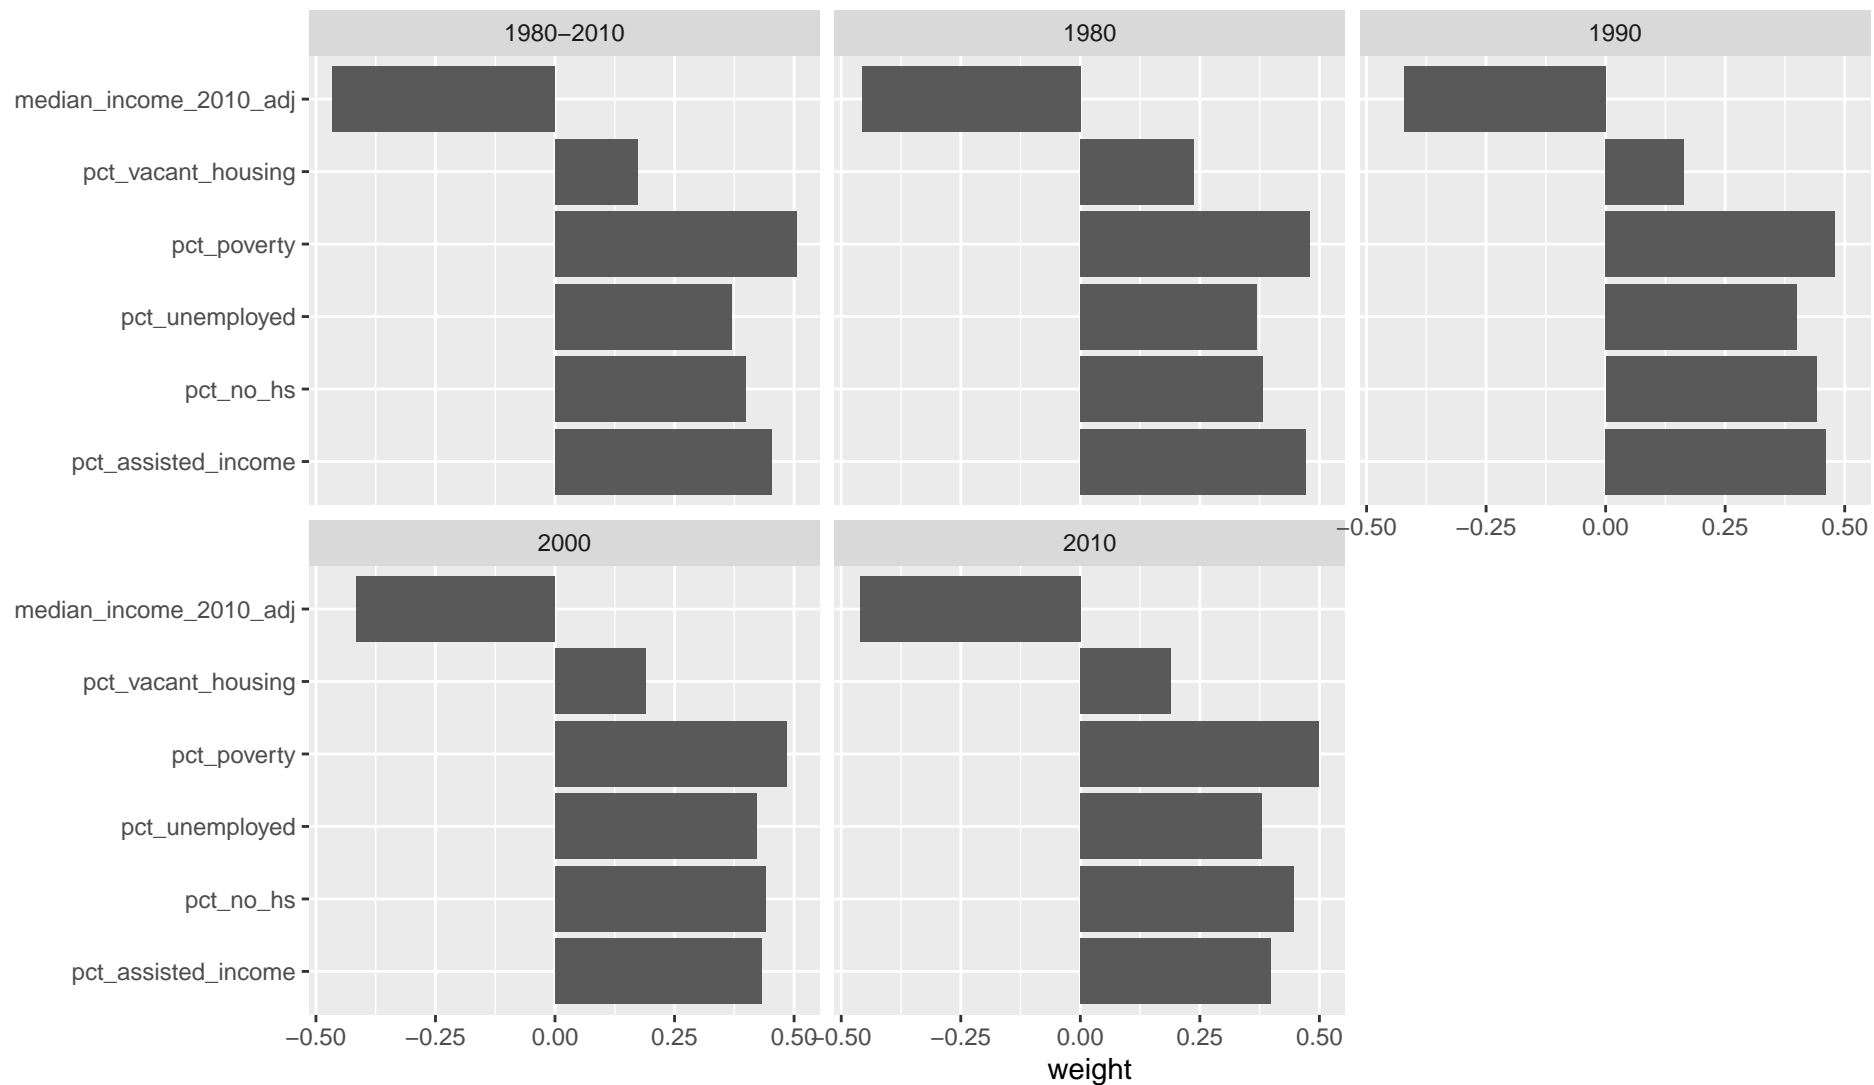 1980−2010
1980
1990
median_income_2010_adj
pct_vacant_housing
pct_poverty
pct_unemployed
pct_no_hs
pct_assisted_income
−0.50 −0.25 0.00 0.25 0.50
2000
2010
median_income_2010_adj
pct_vacant_housing
pct_poverty
pct_unemployed
pct_no_hs
pct_assisted_income
−0.50 −0.25 0.00 0.25 0.50
−0.50 −0.25 0.00 0.25 0.50
weight